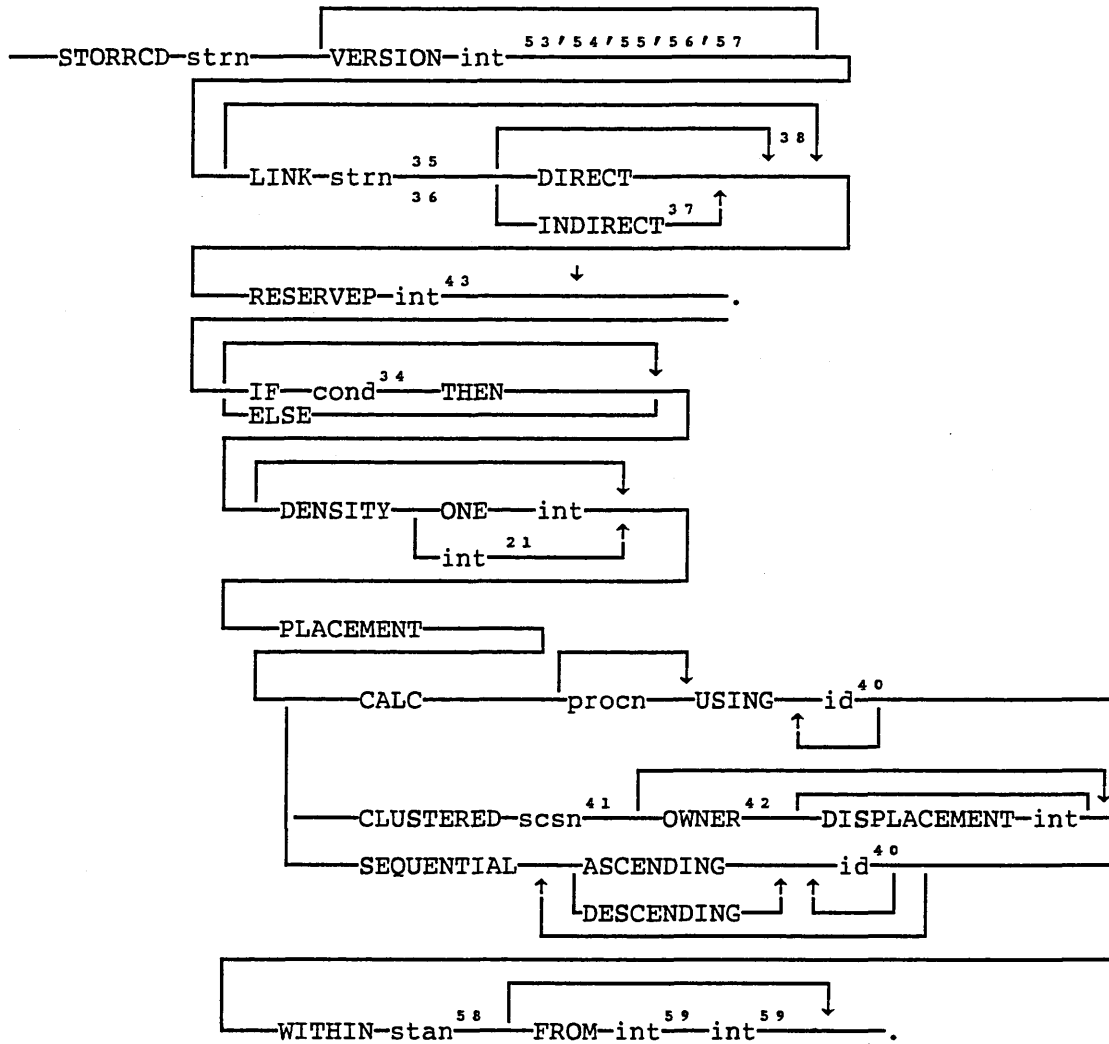 53'54'55'56'57
STORRCD strn VERSION int
38
35
LINK strn DIRECT
36
INDIRECT 37
RESERVEP int 43 .
IF cond 34 THEN
ELSE
DENSITY ONE int
int 21
PLACEMENT
CALC procn USING id 40
CLUSTERED scsn 41 OWNER 42 DISPLACEMENT int
SEQUENTIAL ASCENDING id 40
DESCENDING
WITHIN stan 58 FROM int 59 int 59 .